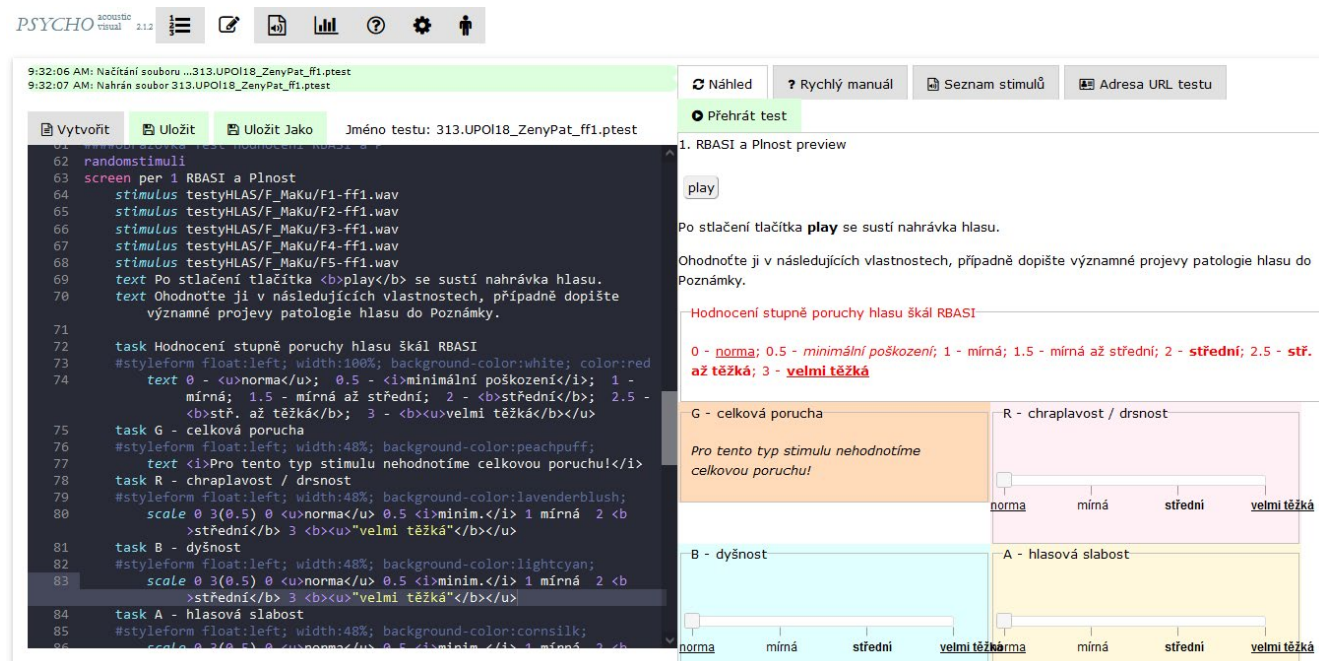 PSYCHO acoustic visual 2.1.2
9:32:06 AM: Načítání souboru ...313.UPOl18_ZenyPat_ff1.ptest
9:32:07 AM: Nahrán soubor 313.UPOl18_ZenyPat_ff1.ptest
Vytvořit Uložit Uložit Jako Jméno testu: 313.UPOl18_ZenyPat_ff1.ptest
62 randomstimuli
63 screen per 1 RBASI a Plnost
64 stimulus testyHLAS/F_MaKu/F1-ff1.wav
65 stimulus testyHLAS/F_MaKu/F2-ff1.wav
66 stimulus testyHLAS/F_MaKu/F3-ff1.wav
67 stimulus testyHLAS/F_MaKu/F4-ff1.wav
68 stimulus testyHLAS/F_MaKu/F5-ff1.wav
69 text Po stlačení tlačítka <b>play</b> se sustí nahrávka hlasu.
70 text Ohodnoťte ji v následujících vlastnostech, případně dopište
významné projevy patologie hlasu do Poznámky.
71
72 task Hodnocení stupně poruchy hlasu škál RBASI
73 #styleform float:left; width:100%; background-color:white; color:red
74 text 0 - <u>norma</u>; 0.5 - <i>minimální poškození</i>; 1 -
mírná; 1.5 - mírná až střední; 2 - <b>střední</b>; 2.5 -
<b>stř. až těžká</b>; 3 - <b><u>velmi těžká</b></u>
75 task G - celková porucha
76 #styleform float:left; width:48%; background-color:peachpuff;
77 text <i>Pro tento typ stimulu nehodnotíme celkovou poruchu!</i>
78 task R - chraplavost / drsnost
79 #styleform float:left; width:48%; background-color:lavenderblush;
80 scale 0 3(0.5) 0 <u>norma</u> 0.5 <i>minim.</i> 1 mírná 2 <b
>střední</b> 3 <b><u>"velmi těžká"</b></u>
81 task B - dyšnost
82 #styleform float:left; width:48%; background-color:lightcyan;
83 scale 0 3(0.5) 0 <u>norma</u> 0.5 <i>minim.</i> 1 mírná 2 <b
>střední</b> 3 <b><u>"velmi těžká"</b></u>
84 task A - hlasová slabost
85 #styleform float:left; width:48%; background-color:cornsilk;
Náhled ? Rychlý manuál Seznam stimulů Adresa URL testu
Přehrát test
1. RBASI a Plnost preview
play
Po stlačení tlačítka play se sustí nahrávka hlasu.
Ohodnoťte ji v následujících vlastnostech, případně dopište významné projevy patologie hlasu do
Poznámky.
Hodnocení stupně poruchy hlasu škál RBASI
0 - norma; 0.5 - minimální poškození; 1 - mírná; 1.5 - mírná až střední; 2 - střední; 2.5 - stř.
až těžká; 3 - velmi těžká
G - celková porucha
Pro tento typ stimulu nehodnotíme
celkovou poruchu!
R - chraplavost / drsnost
norma mírná střední velmi těžká
B - dyšnost
norma mírná střední velmi těžká
A - hlasová slabost
norma mírná střední velmi těžká